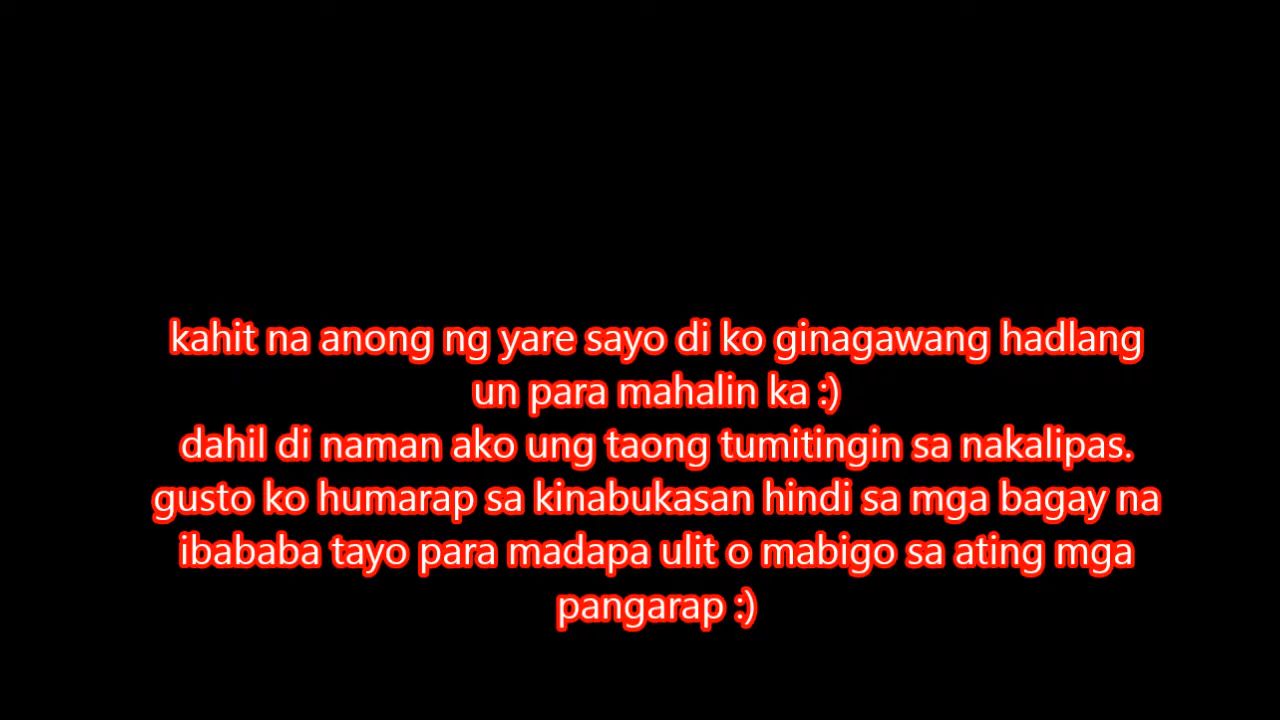 kahit na anong ng yare sayo di ko ginagawang hadlang
un para mahalin ka :)
dahil di naman ako ung taong tumitingin sa nakalipas.
gusto ko humarap sa kinabukasan hindi sa mga bagay na
ibababa tayo para madapa ulit o mabigo sa ating mga
pangarap :)